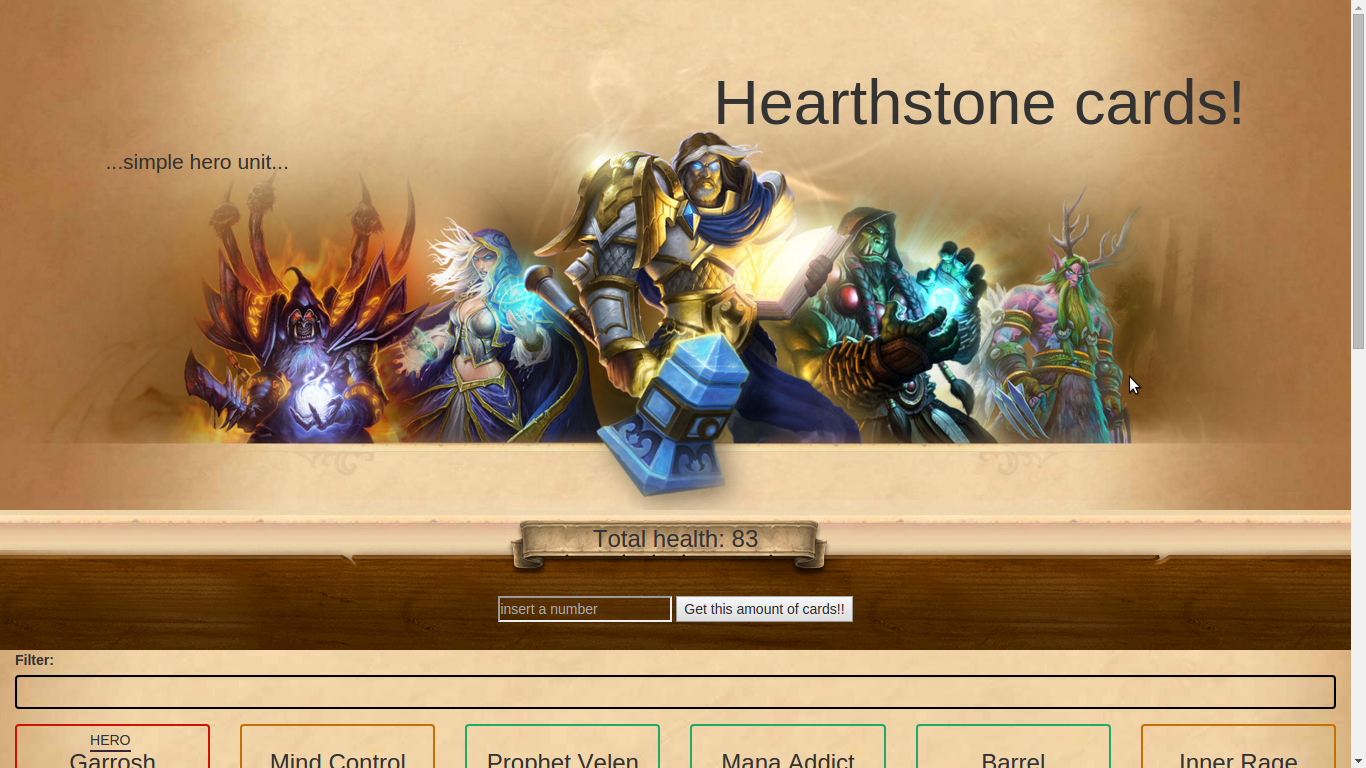 Hearthstone cards!
...simple hero unit...
Total health: 83
insert a number Get this amount of cards!!
Filter:
HERO
Garrosh Mind Control Prophet Velen Mana Addict Barrel Inner Rage